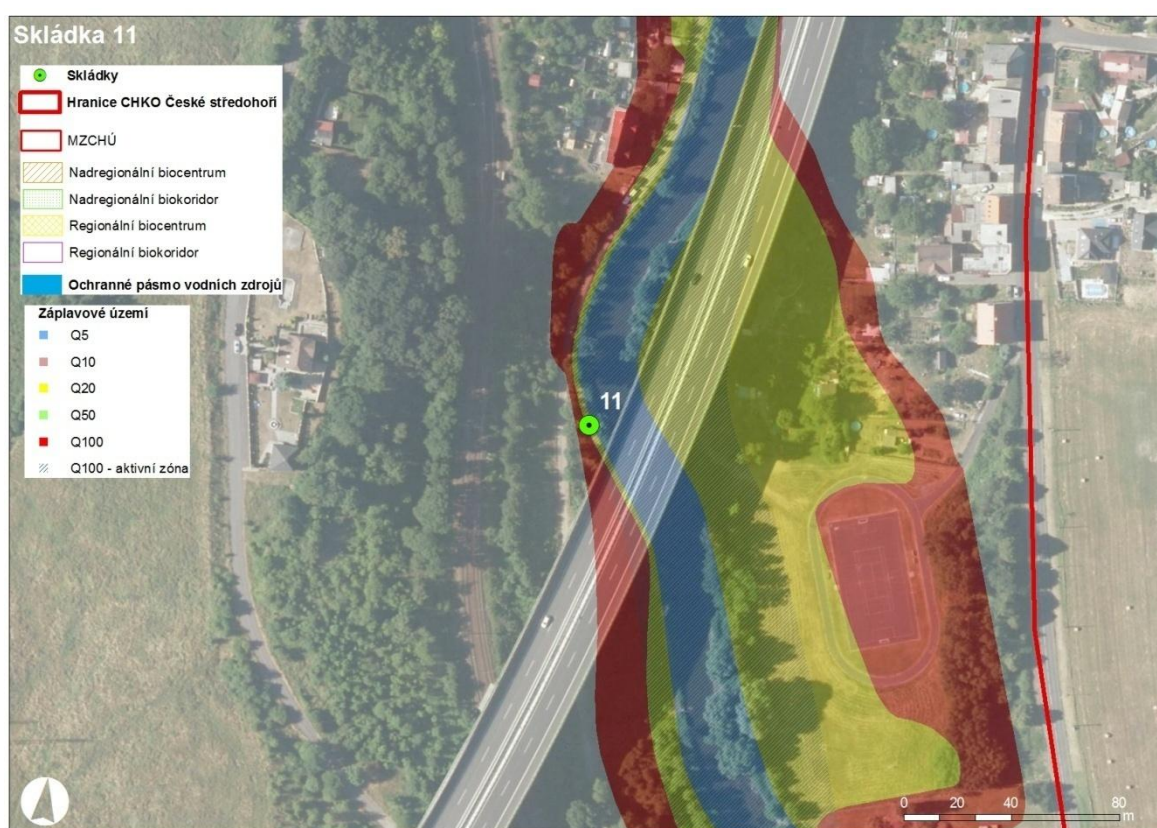 Skládka 11
Skládky
Hranice CHKO České středohoří
MZCHÚ
Nadregionální biocentrum
Nadregionální biokoridor
Regionální biocentrum
Regionální biokoridor
Ochranné pásmo vodních zdrojů
Záplavové území
Q5
Q10
Q20
Q50
Q100
Q100 - aktivní zóna
11
0 20 40 80
m